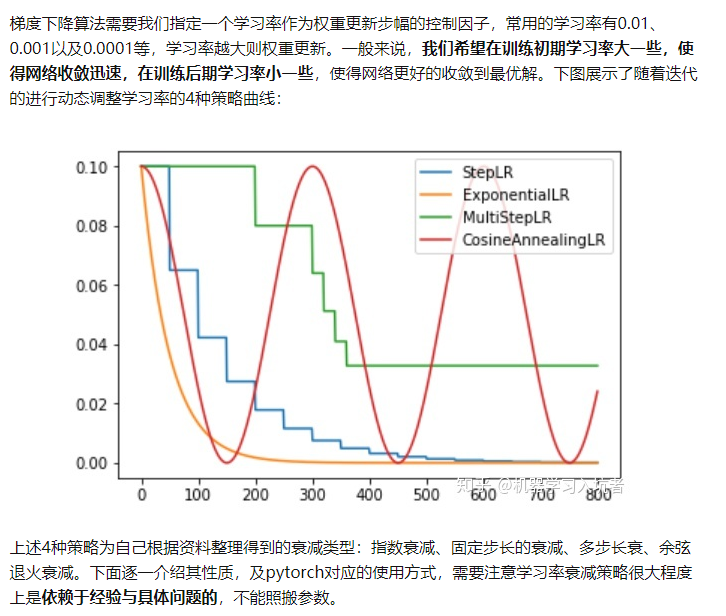 梯度下降算法需要我们指定一个学习率作为权重更新步幅的控制因子，常用的学习率有0.01、
0.001以及0.0001等，学习率越大则权重更新。一般来说，我们希望在训练初期学习率大一些，使
得网络收敛迅速，在训练后期学习率小一些，使得网络更好的收敛到最优解。下图展示了随着迭代
的进行动态调整学习率的4种策略曲线：
0.10
0.08
0.06
0.04
0.02
0.00
StepLR
ExponentialLR
MultiStepLR
CosineAnnealingLR
0 100 200 300 400 500 600 700 800
知乎 @机器学习入坑者
上述4种策略为自己根据资料整理得到的衰减类型：指数衰减、固定步长的衰减、多步长衰、余弦
退火衰减。下面逐一介绍其性质，及pytorch对应的使用方式，需要注意学习率衰减策略很大程度
上是依赖于经验与具体问题的，不能照搬参数。